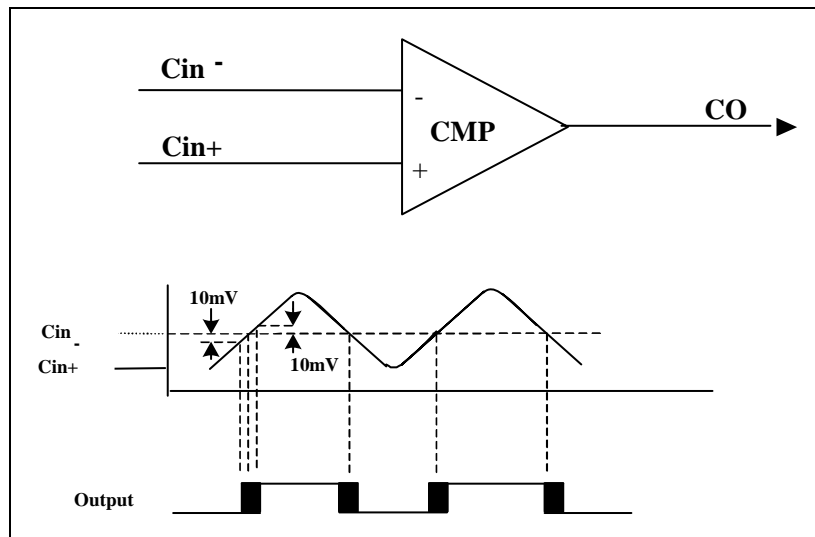 Cin -
-
CMP
CO
Cin+
+
10mV
Cin -
10mV
Cin+
Output